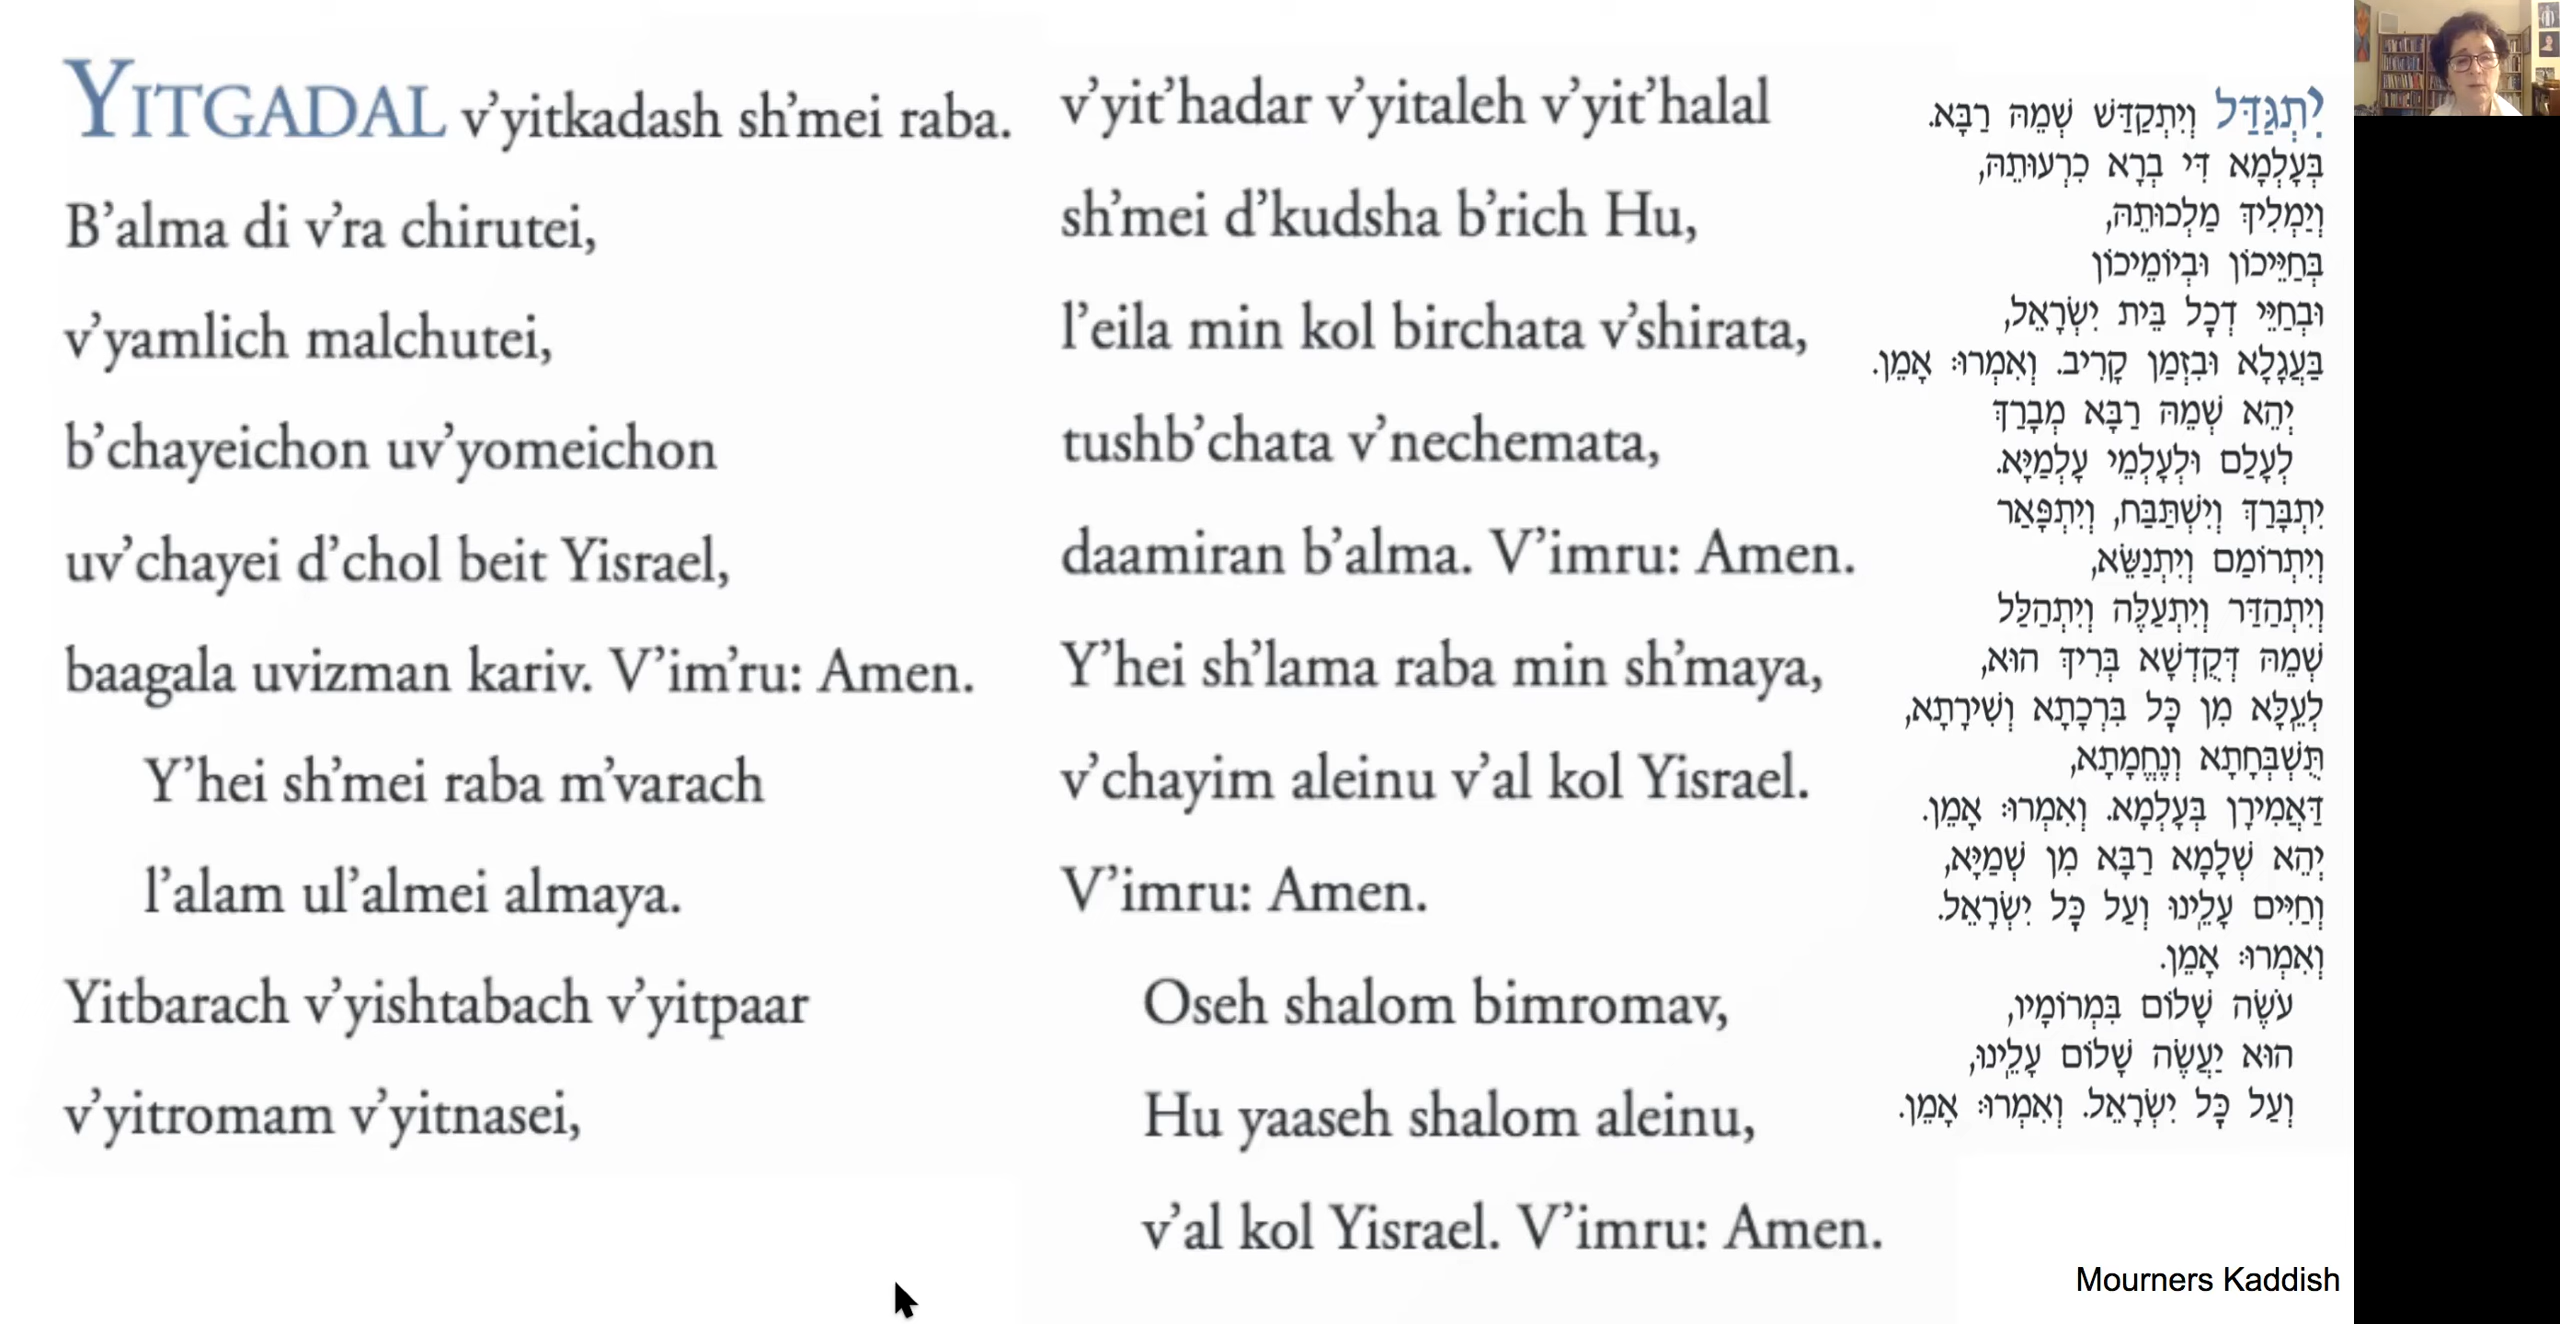 YITGADAL v’yitkadash sh’mei raba.
B’alma di v’ra chirutei,
v’yamlich malchutei,
b’chayeichon uv’yomeichon
uv’chayei d’chol beit Yisrael,
baagala uvizman kariv. V’im’ru: Amen.
Y’hei sh’mei raba m’varach
l’alam ul’almei almaya.
Yitbarach v’yishtabach v’yitpaar
v’yitromam v’yitnasei,
v’yit’hadar v’yitaleh v’yit’halal
sh’mei d’kudsha b’rich Hu,
l’eila min kol birchata v’shirata,
tushb’chata v’nechemata,
daamiran b’alma. V’imru: Amen.
Y’hei sh’lama raba min sh’maya,
v’chayim aleinu v’al kol Yisrael.
V’imru: Amen.
Oseh shalom bimromav,
Hu yaaseh shalom aleinu,
v’al kol Yisrael. V’imru: Amen.
יִתְגַּדַּל וְיִתְקַדַּשׁ שְׁמֵהּ רַבָּא.
בְּעָלְמָא דִּי בְרָא כִרְעוּתֵהּ,
וְיַמְלִיךְ מַלְכוּתֵהּ,
בְּחַיֵּיכוֹן וּבְיוֹמֵיכוֹן
וּבְחַיֵּי דְכׇל בֵּית יִשְׂרָאֵל,
בַּעֲגָלָא וּבִזְמַן קָרִיב. וְאִמְרוּ: אָמֵן.
יְהֵא שְׁמֵהּ רַבָּא מְבָרַךְ
לְעָלַם וּלְעָלְמֵי עָלְמַיָּא.
יִתְבָּרַךְ וְיִשְׁתַּבַּח, וְיִתְפָּאַר
וְיִתְרוֹמַם וְיִתְנַשֵּׂא,
וְיִתְהַדַּר וְיִתְעַלֶּה וְיִתְהַלַּל
שְׁמֵהּ דְּקֻדְשָׁא בְּרִיךְ הוּא,
לְעֵֽלָּא מִן כׇּל בִּרְכָתָא וְשִׁירָתָא,
תֻּשְׁבְּחָתָא וְנֶחֱמָתָא,
דַּאֲמִירָן בְּעָלְמָא. וְאִמְרוּ: אָמֵן.
יְהֵא שְׁלָמָא רַבָּא מִן שְׁמַיָּא,
וְחַיִּים עָלֵֽינוּ וְעַל כׇּל יִשְׂרָאֵל.
וְאִמְרוּ: אָמֵן.
עֹשֶׂה שָׁלוֹם בִּמְרוֹמָיו,
הוּא יַעֲשֶׂה שָׁלוֹם עָלֵֽינוּ,
וְעַל כׇּל יִשְׂרָאֵל. וְאִמְרוּ: אָמֵן.
Mourners Kaddish